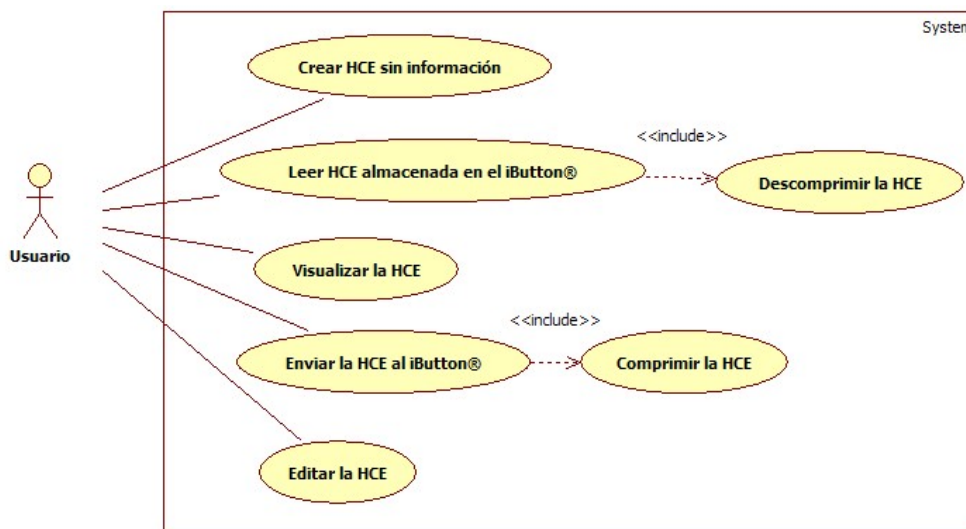 System
Crear HCE sin información
<<include>>
Leer HCE almacenada en el iButton®
Descomprimir la HCE
Usuario
Visualizar la HCE
<<include>>
Enviar la HCE al iButton®
Comprimir la HCE
Editar la HCE